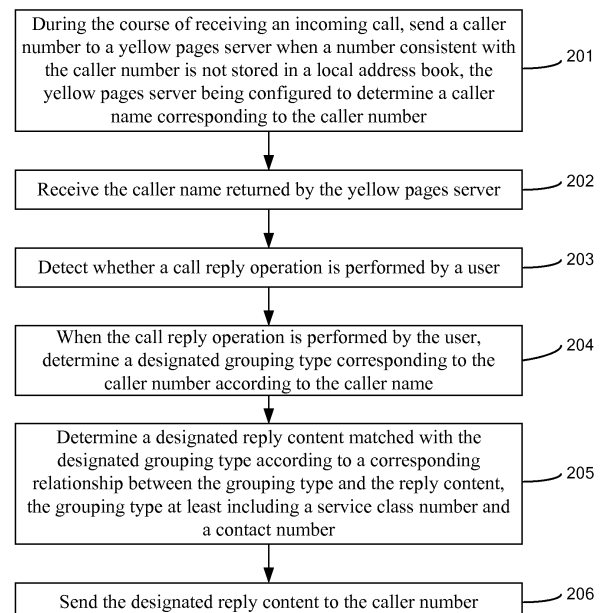 During the course of receiving an incoming call, send a caller
number to a yellow pages server when a number consistent with
the caller number is not stored in a local address book, the
yellow pages server being configured to determine a caller
name corresponding to the caller number
201
Receive the caller name returned by the yellow pages server
202
Detect whether a call reply operation is performed by a user
203
When the call reply operation is performed by the user,
determine a designated grouping type corresponding to the
caller number according to the caller name
204
Determine a designated reply content matched with the
designated grouping type according to a corresponding
relationship between the grouping type and the reply content,
the grouping type at least including a service class number and
a contact number
205
Send the designated reply content to the caller number
206